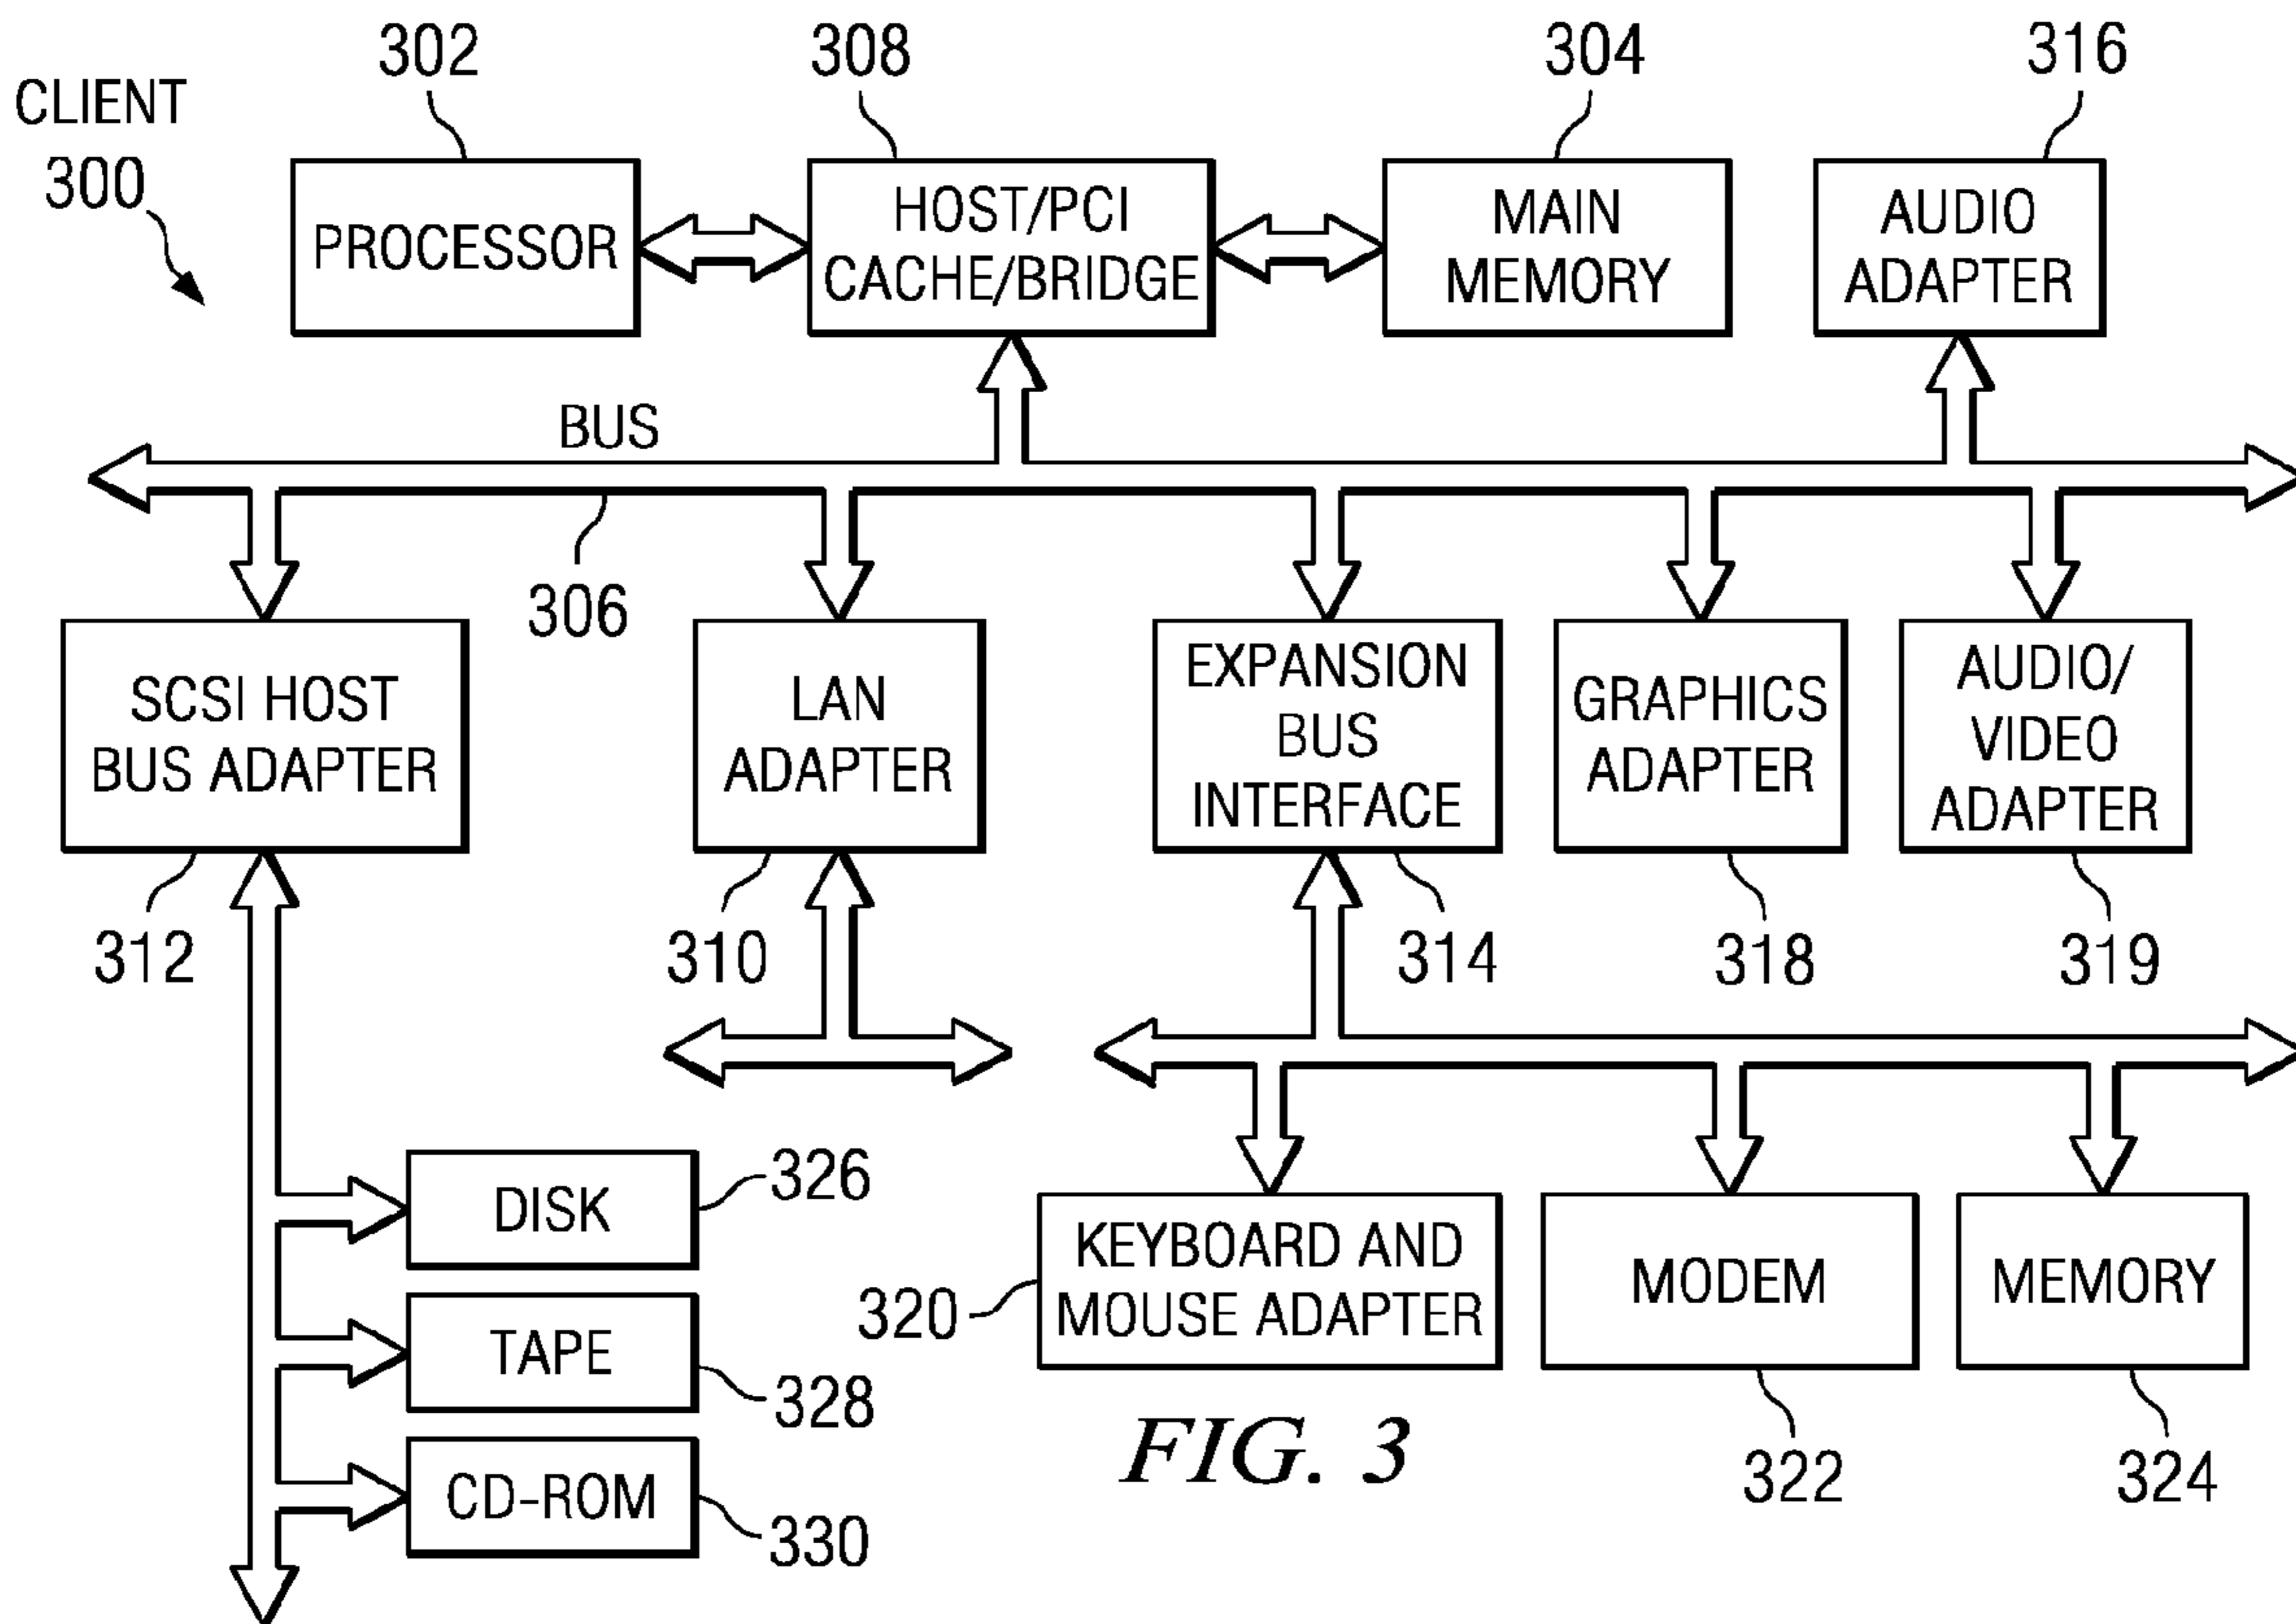 302
308
304
316
CLIENT
300
PROCESSOR
HOST/PCI
CACHE/BRIDGE
MAIN
MEMORY
AUDIO
ADAPTER
BUS
306
SCSI HOST
BUS ADAPTER
LAN
ADAPTER
EXPANSION
BUS
INTERFACE
GRAPHICS
ADAPTER
AUDIO/
VIDEO
ADAPTER
312
310
314
318
319
DISK
326
TAPE
328
CD-ROM
330
320
KEYBOARD AND
MOUSE ADAPTER
MODEM
MEMORY
322
324
FIG. 3